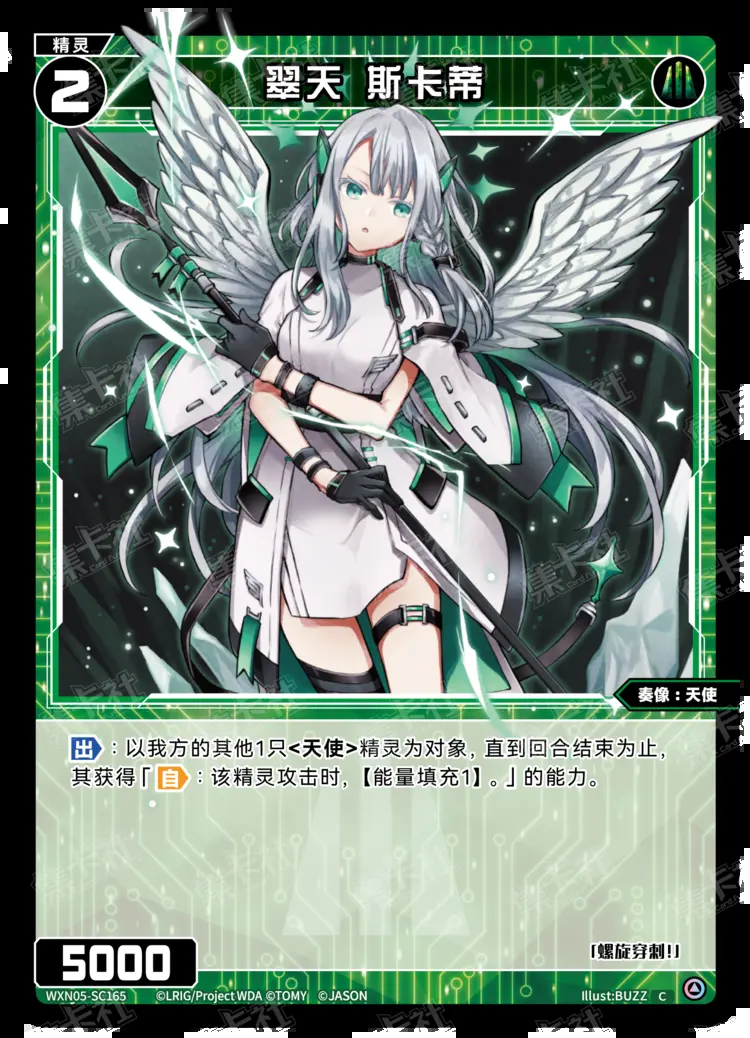 精灵
2
翠天 斯卡蒂
奏像：天使
出：以我方的其他1只<天使>精灵为对象，直到回合结束为止，
其获得「自：该精灵攻击时，【能量填充1】。」的能力。
「螺旋穿刺!」
5000
WXN05-SC165 ©LRIG/Project WDA ©TOMY ©JASON Illust:BUZZ C
集卡社